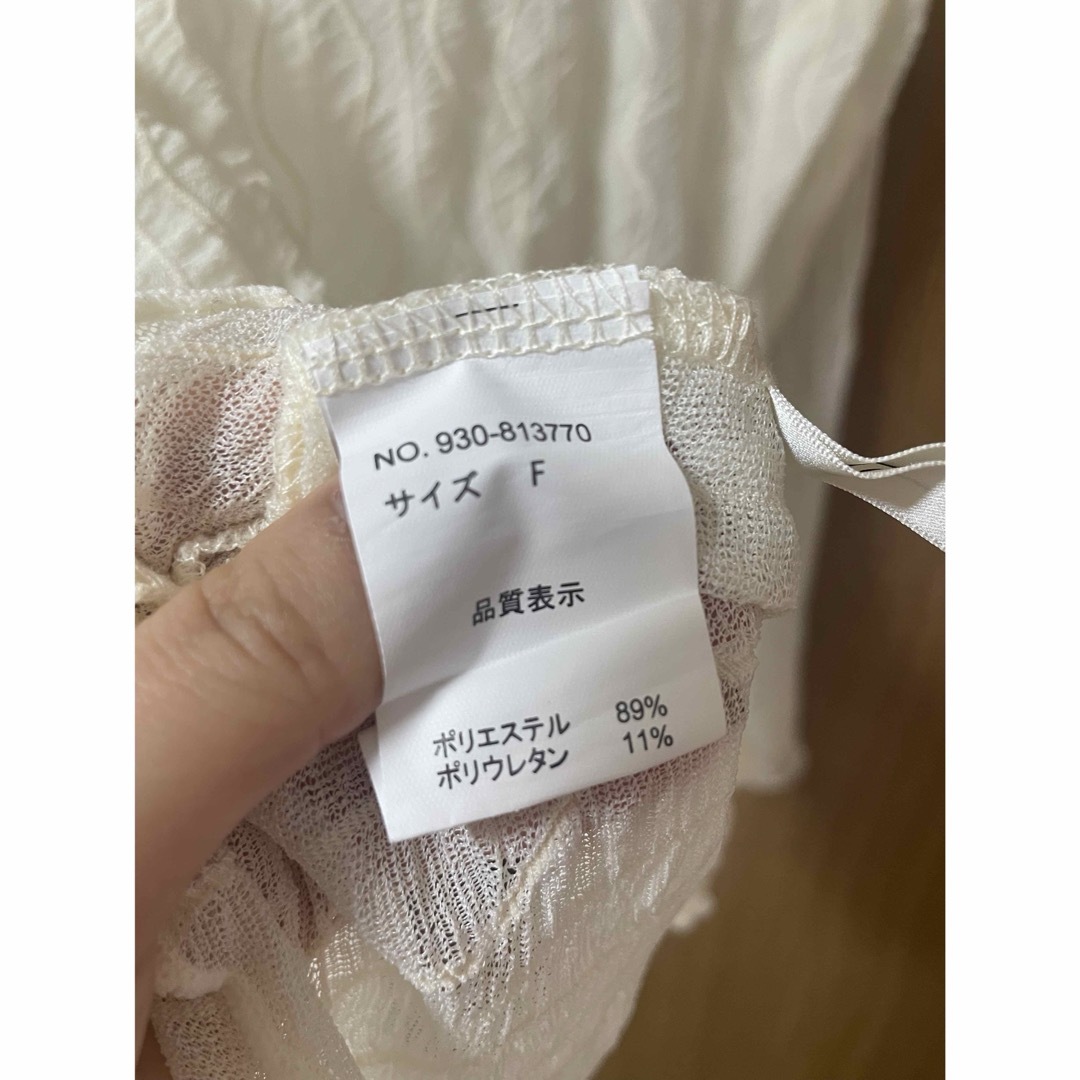 NO. 930-813770
サイズ F
品質表示
ポリエステル 89%
ポリウレタン 11%